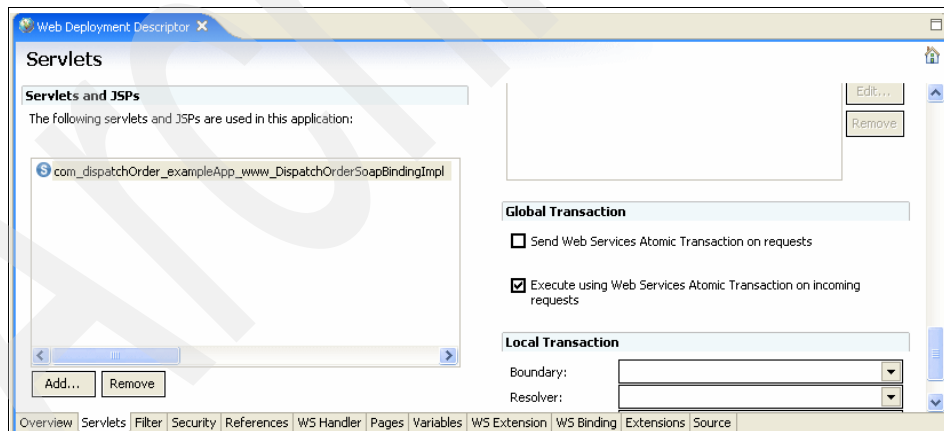 Web Deployment Descriptor
Servlets
Servlets and JSPs
The following servlets and JSPs are used in this application:
com_dispatchOrder_exampleApp_www_DispatchOrderSoapBindingImpl
Add... Remove
Edit...
Remove
Global Transaction
Send Web Services Atomic Transaction on requests
Execute using Web Services Atomic Transaction on incoming
requests
Local Transaction
Boundary:
Resolver:
Overview Servlets Filter Security References WS Handler Pages Variables WS Extension WS Binding Extensions Source